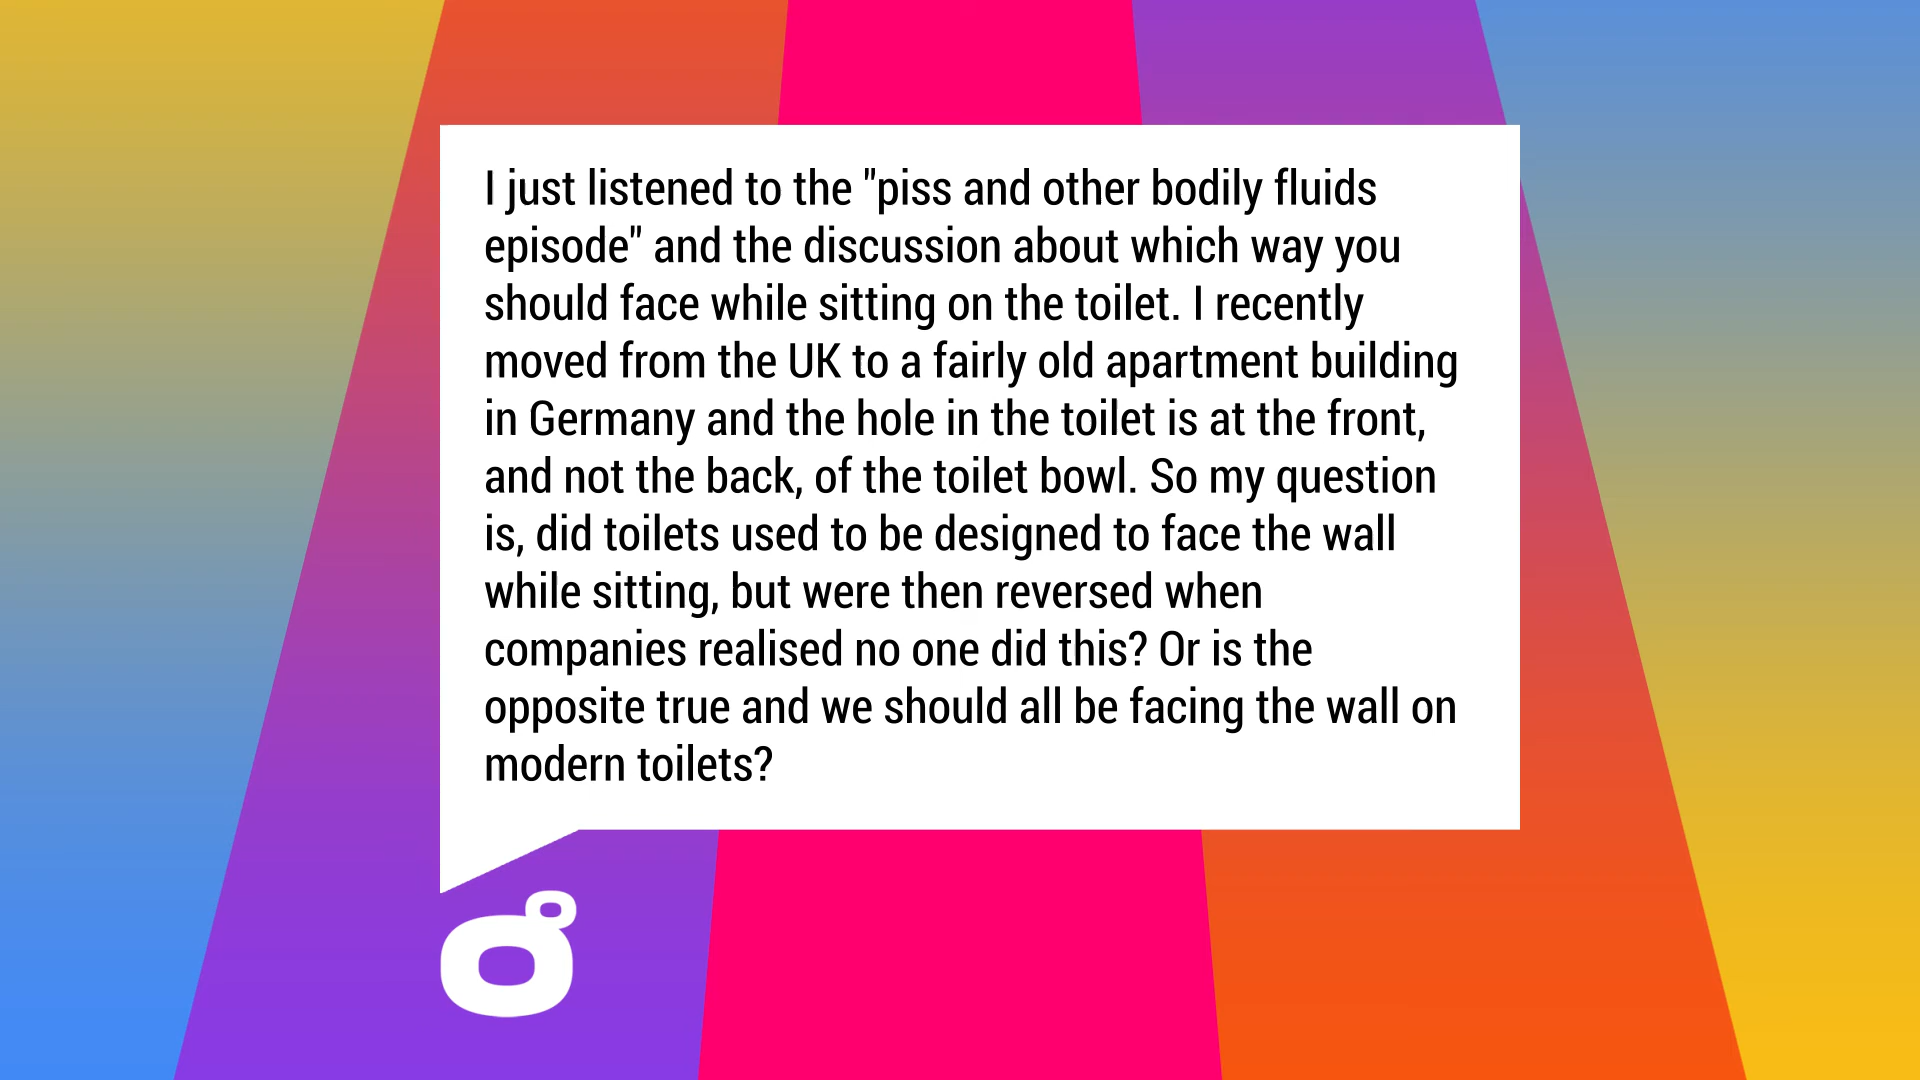 I just listened to the "piss and other bodily fluids
episode" and the discussion about which way you
should face while sitting on the toilet. I recently
moved from the UK to a fairly old apartment building
in Germany and the hole in the toilet is at the front,
and not the back, of the toilet bowl. So my question
is, did toilets used to be designed to face the wall
while sitting, but were then reversed when
companies realised no one did this? Or is the
opposite true and we should all be facing the wall on
modern toilets?